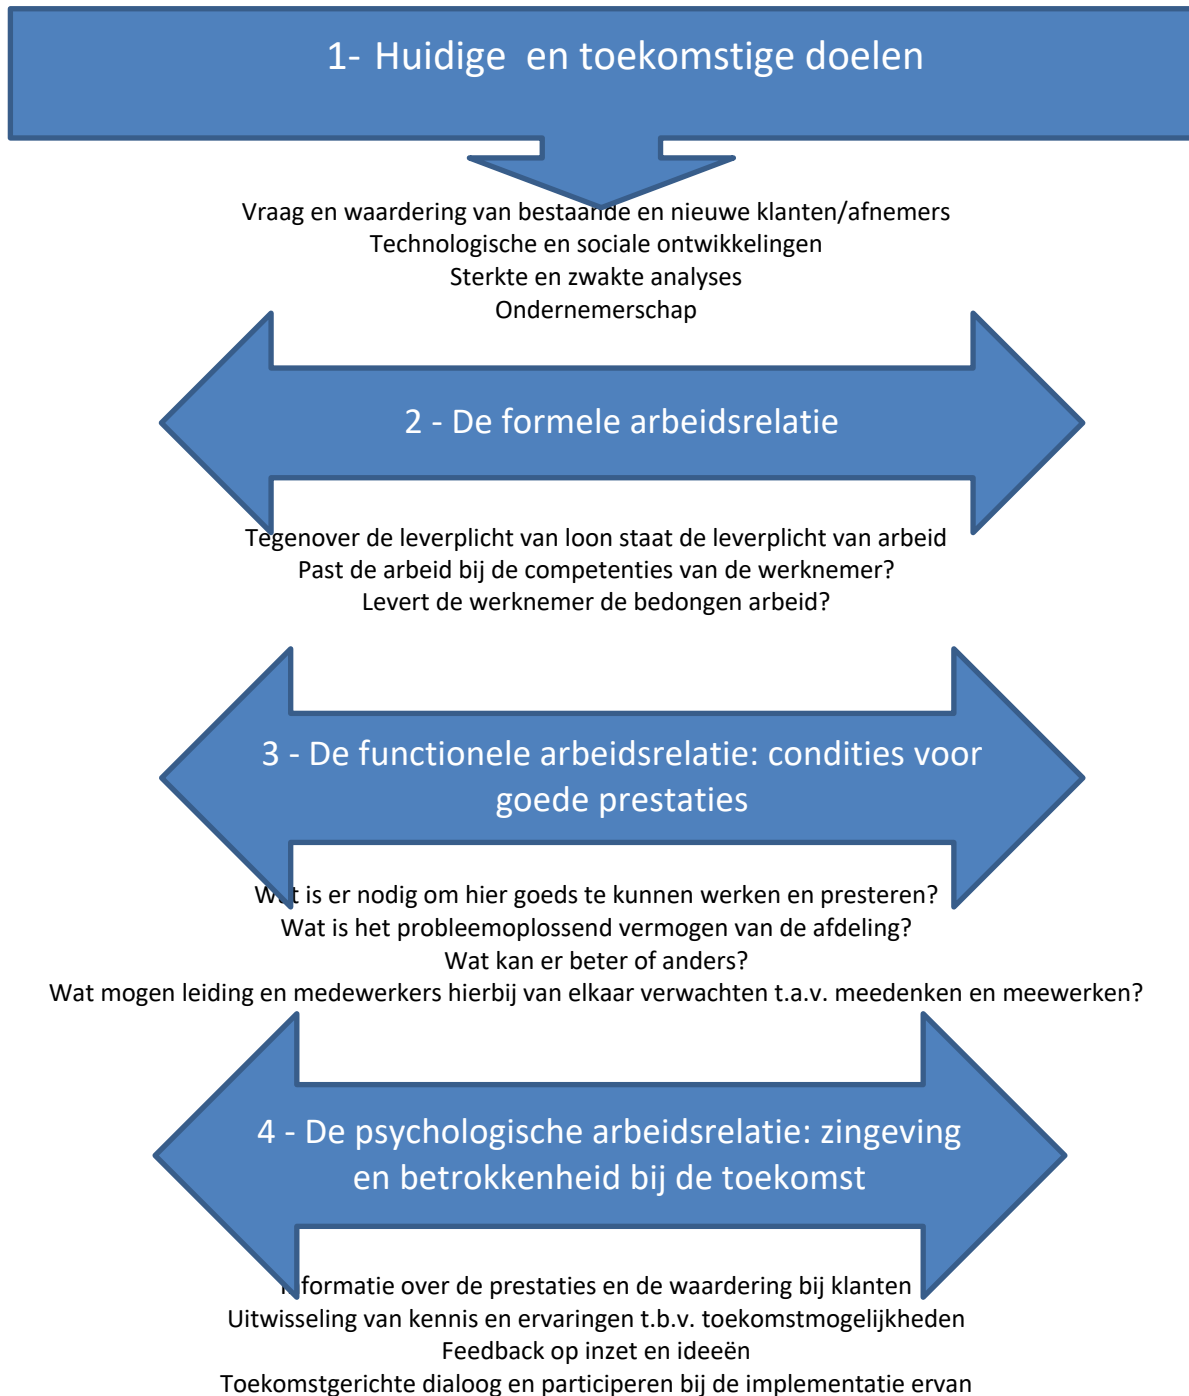 1- Huidige en toekomstige doelen
Vraag en waardering van bestaande en nieuwe klanten/afnemers
Technologische en sociale ontwikkelingen
Sterkte en zwakte analyses
Ondernemerschap
2 - De formele arbeidsrelatie
Tegenover de leverplicht van loon staat de leverplicht van arbeid
Past de arbeid bij de competenties van de werknemer?
Levert de werknemer de bedongen arbeid?
3 - De functionele arbeidsrelatie: condities voor
goede prestaties
Wat is er nodig om hier goeds te kunnen werken en presteren?
Wat is het probleemoplossend vermogen van de afdeling?
Wat kan er beter of anders?
Wat mogen leiding en medewerkers hierbij van elkaar verwachten t.a.v. meedenken en meewerken?
4 - De psychologische arbeidsrelatie: zingeving
en betrokkenheid bij de toekomst
Informatie over de prestaties en de waardering bij klanten
Uitwisseling van kennis en ervaringen t.b.v. toekomstmogelijkheden
Feedback op inzet en ideeën
Toekomstgerichte dialoog en participeren bij de implementatie ervan